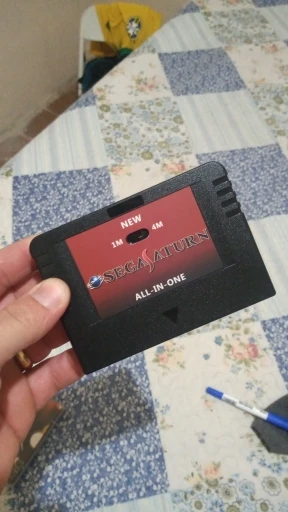 NEW
1M 4M
SEGA SATURN
ALL-IN-ONE